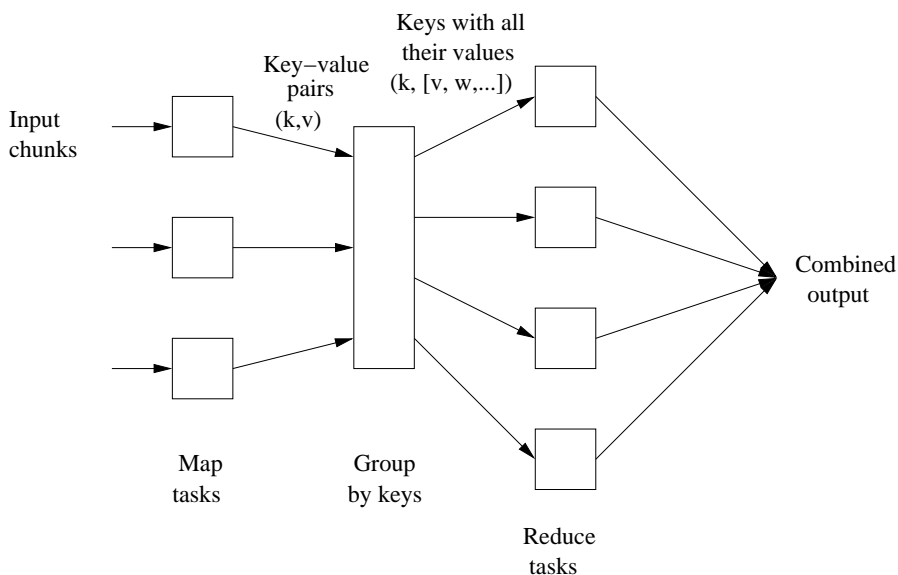 Input
chunks
Key−value
pairs
(k,v)
Keys with all
their values
(k, [v, w,...])
Combined
output
Map
tasks
Group
by keys
Reduce
tasks